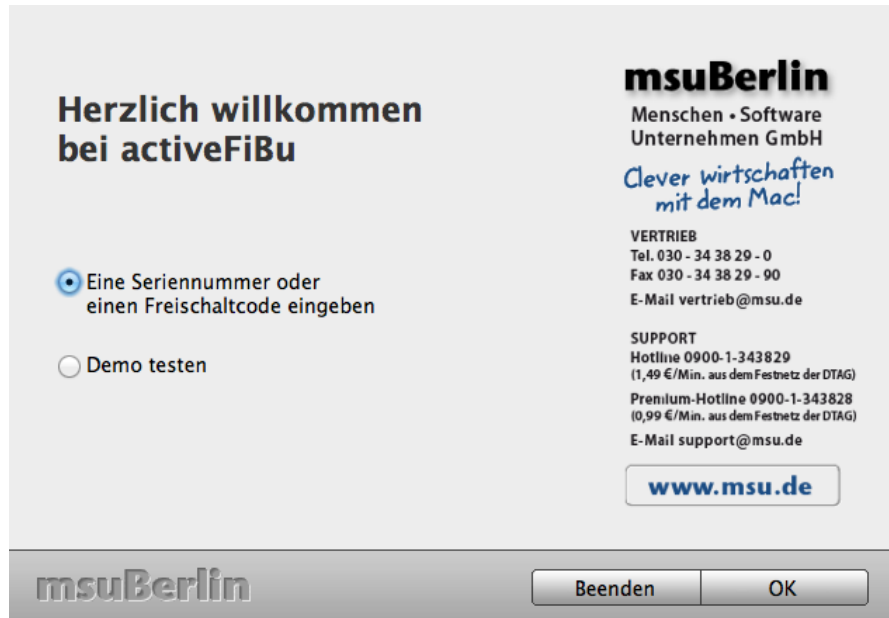 Herzlich willkommen
bei activeFiBu
Eine Seriennummer oder
einen Freischaltcode eingeben
Demo testen
msuBerlin
Menschen • Software
Unternehmen GmbH
Clever wirtschaften
mit dem Mac!
VERTRIEB
Tel. 030 - 34 38 29 - 0
Fax 030 - 34 38 29 - 90
E-Mail vertrieb@msu.de
SUPPORT
Hotline 0900-1-343829
(1,49 €/Min. aus dem Festnetz der DTAG)
Premium-Hotline 0900-1-343828
(0,99 €/Min. aus dem Festnetz der DTAG)
E-Mail support@msu.de
www.msu.de
msuBerlin
Beenden
OK